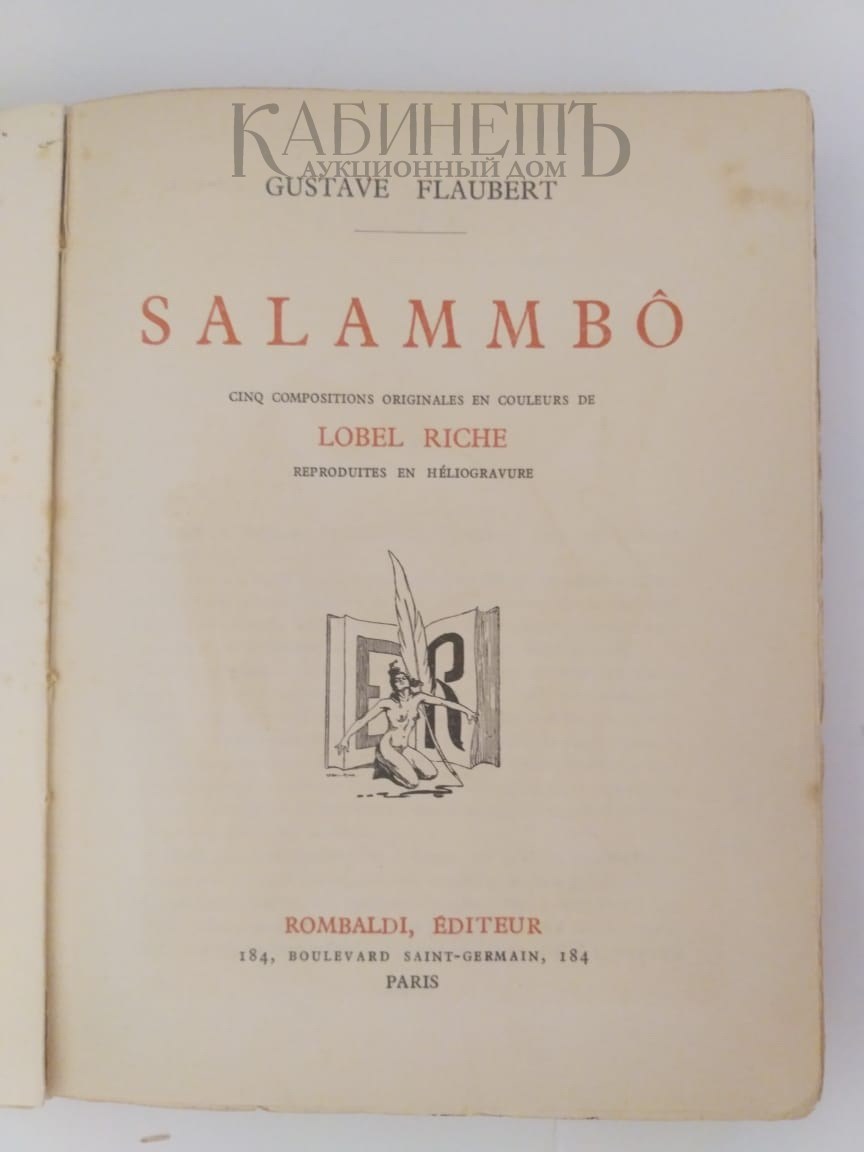 КАБИНЕТЪ
АУКЦИОННЫЙ ДОМ
GUSTAVE FLAUBERT
SALAMMBÔ
CINQ COMPOSITIONS ORIGINALES EN COULEURS DE
LOBEL RICHE
REPRODUITES EN HÉLIOGRAVURE
ER
ROMBALDI, ÉDITEUR
184, BOULEVARD SAINT-GERMAIN, 184
PARIS